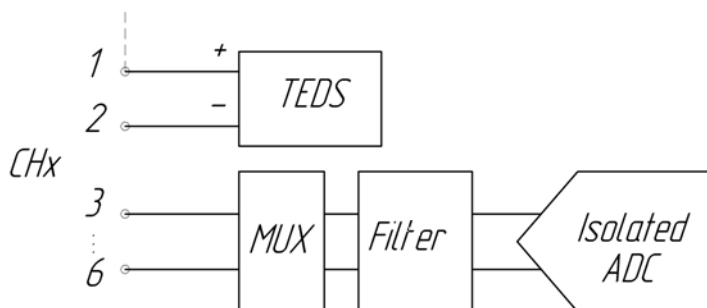 1
+
TEDS
2
-
CHx
3
MUX
Filter
Isolated
ADC
⋮
6